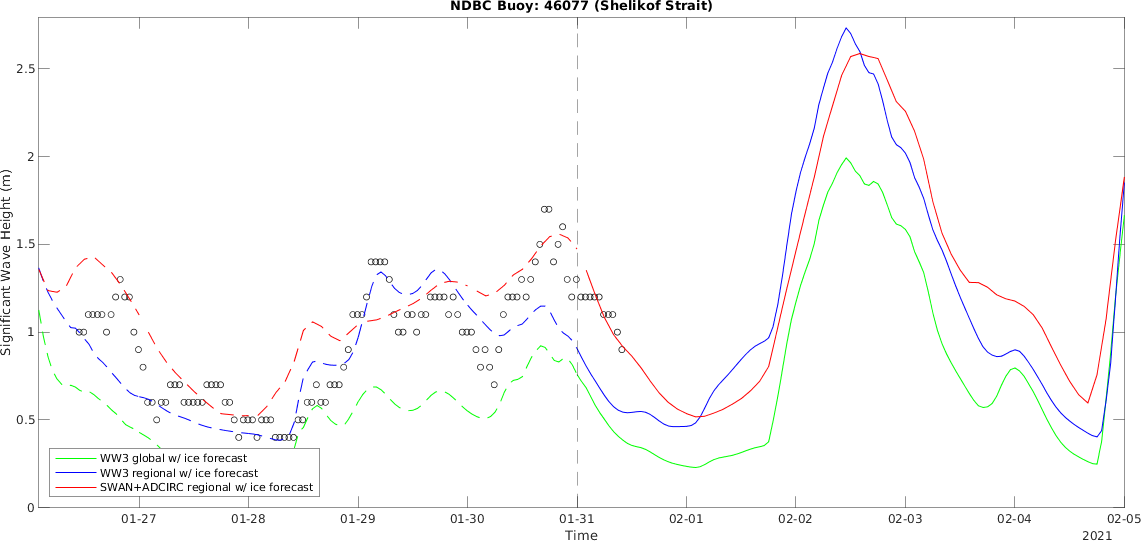 NDBC Buoy: 46077 (Shelikof Strait)
Significant Wave Height (m)
2.5
2
1.5
1
0.5
0
WW3 global w/ ice forecast
WW3 regional w/ ice forecast
SWAN+ADCIRC regional w/ ice forecast
01-27 01-28 01-29 01-30 01-31 02-01 02-02 02-03 02-04 02-05
Time
2021